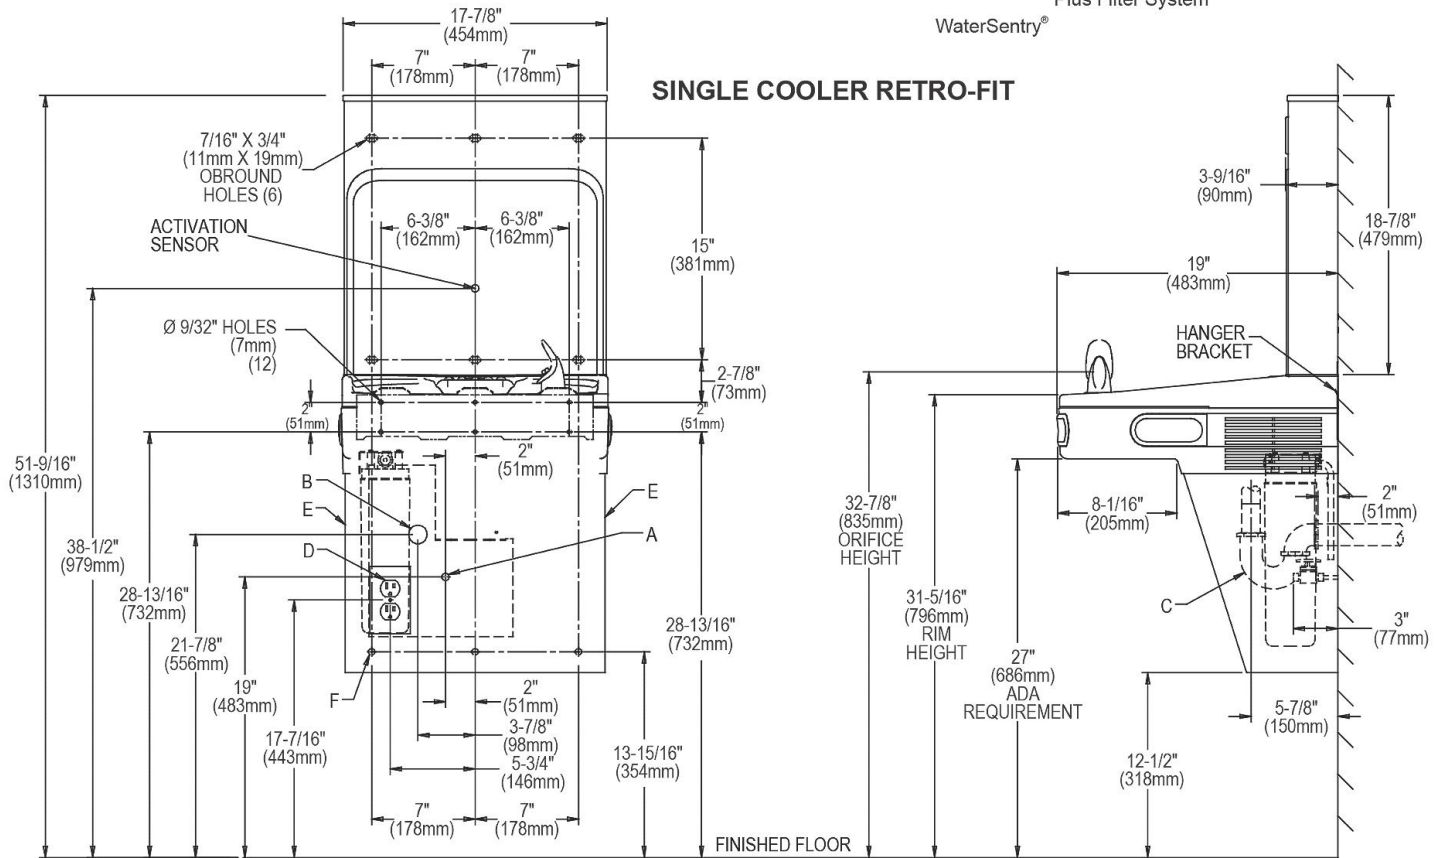 Plus Filter System
WaterSentry®
SINGLE COOLER RETRO-FIT
17-7/8"
(454mm)
7"
(178mm)
7"
(178mm)
7/16" X 3/4"
(11mm X 19mm)
OBROUND
HOLES (6)
ACTIVATION
SENSOR
6-3/8"
(162mm)
6-3/8"
(162mm)
15"
(381mm)
Ø 9/32" HOLES
(7mm)
(12)
2-7/8"
(73mm)
2"
(51mm)
2"
(51mm)
2"
(51mm)
51-9/16"
(1310mm)
B
E
E
D
A
38-1/2"
(979mm)
28-13/16"
(732mm)
21-7/8"
(556mm)
19"
(483mm)
F
17-7/16"
(443mm)
28-13/16"
(732mm)
2"
(51mm)
3-7/8"
(98mm)
5-3/4"
(146mm)
13-15/16"
(354mm)
7"
(178mm)
7"
(178mm)
FINISHED FLOOR
3-9/16"
(90mm)
18-7/8"
(479mm)
19"
(483mm)
HANGER
BRACKET
32-7/8"
(835mm)
ORIFICE
HEIGHT
8-1/16"
(205mm)
2"
(51mm)
31-5/16"
(796mm)
RIM
HEIGHT
C
3"
(77mm)
27"
(686mm)
ADA
REQUIREMENT
5-7/8"
(150mm)
12-1/2"
(318mm)